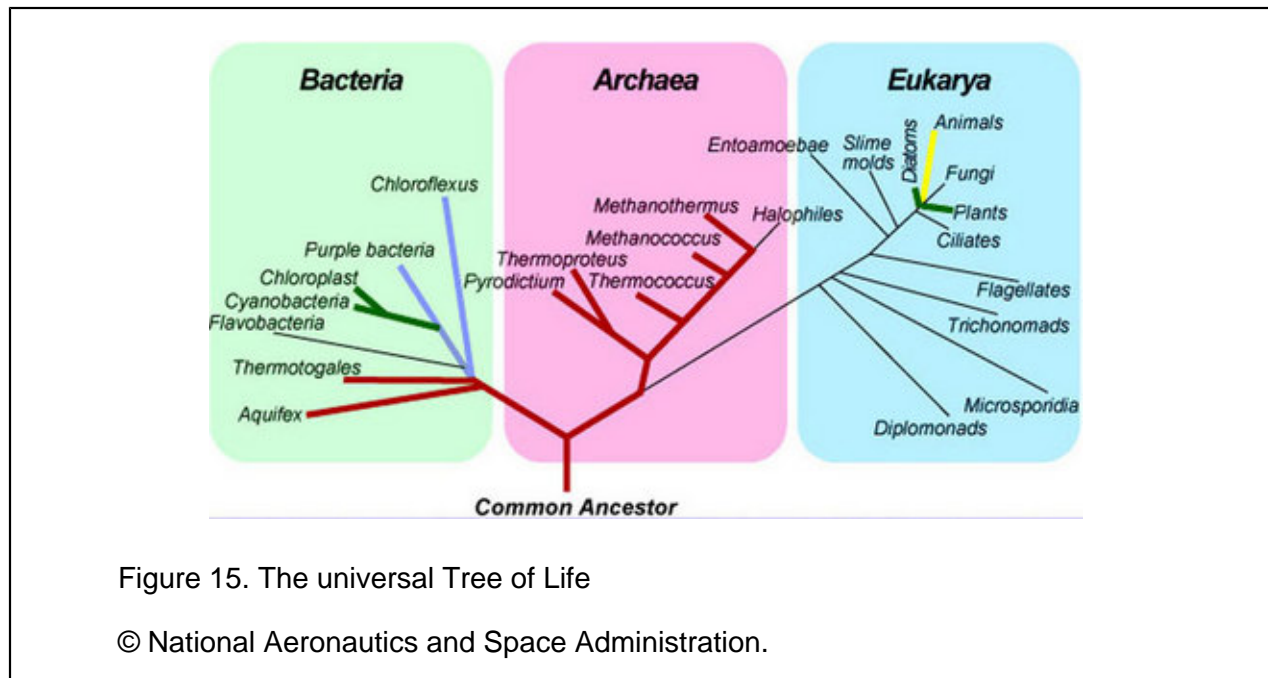 Bacteria
Archaea
Eukarya
Chloroflexus
Purple bacteria
Chloroplast
Cyanobacteria
Flavobacteria
Thermotogales
Aquifex
Methanothermus
Halophiles
Methanococcus
Thermoproteus
Pyrodictium
Thermococcus
Entoamoebae
Slime
molds
Diatoms
Animals
Fungi
Plants
Ciliates
Flagellates
Trichonomads
Microsporidia
Diplomonads
Common Ancestor
Figure 15. The universal Tree of Life
© National Aeronautics and Space Administration.